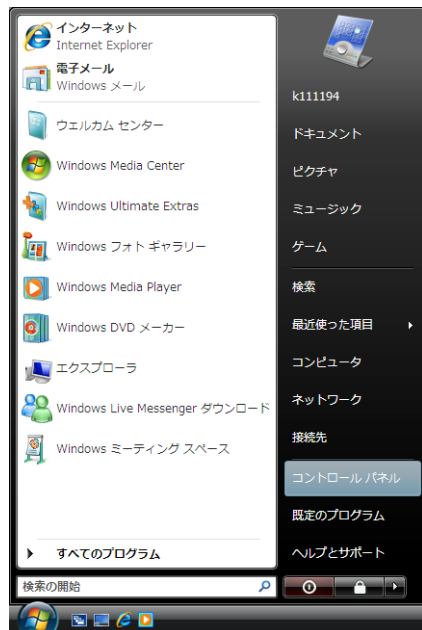 インターネット
Internet Explorer
電子メール
Windows メール
ウェルカム センター
Windows Media Center
Windows Ultimate Extras
Windows フォト ギャラリー
Windows Media Player
Windows DVD メーカー
エクスプローラ
Windows Live Messenger ダウンロード
Windows ミーティング スペース
すべてのプログラム
検索の開始
k111194
ドキュメント
ピクチャ
ミュージック
ゲーム
検索
最近使った項目
コンピュータ
ネットワーク
接続先
コントロール パネル
既定のプログラム
ヘルプとサポート